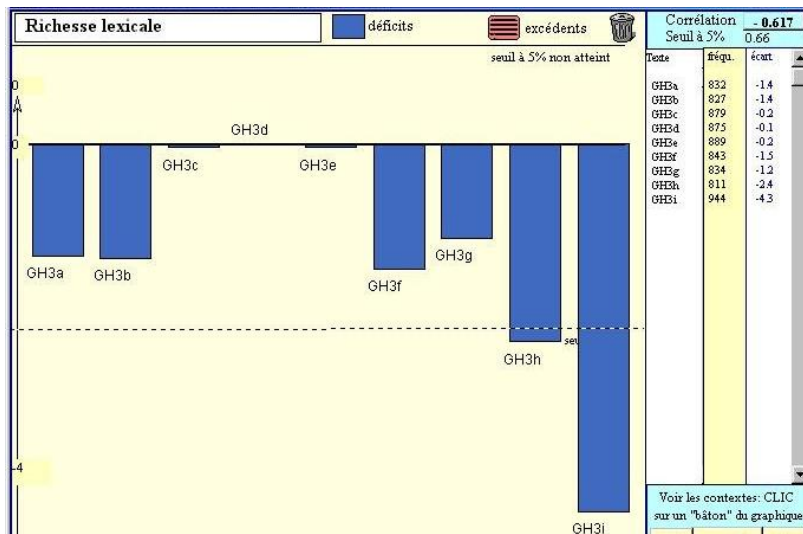 Richesse lexicale
déficits
excédents
seuil à 5% non atteint
0
0
-4
GH3a
GH3b
GH3c
GH3d
GH3e
GH3f
GH3g
GH3h
seu
GH3i
Corrélation - 0.617
Seuil à 5% 0.66
Texte fréqu. écart
GH3a 832 -1.4
GH3b 827 -1.4
GH3c 879 -0.2
GH3d 875 -0.1
GH3e 889 -0.2
GH3f 843 -1.5
GH3g 834 -1.2
GH3h 811 -2.4
GH3i 944 -4.3
Voir les contextes: CLIC
sur un "bâton" du graphique